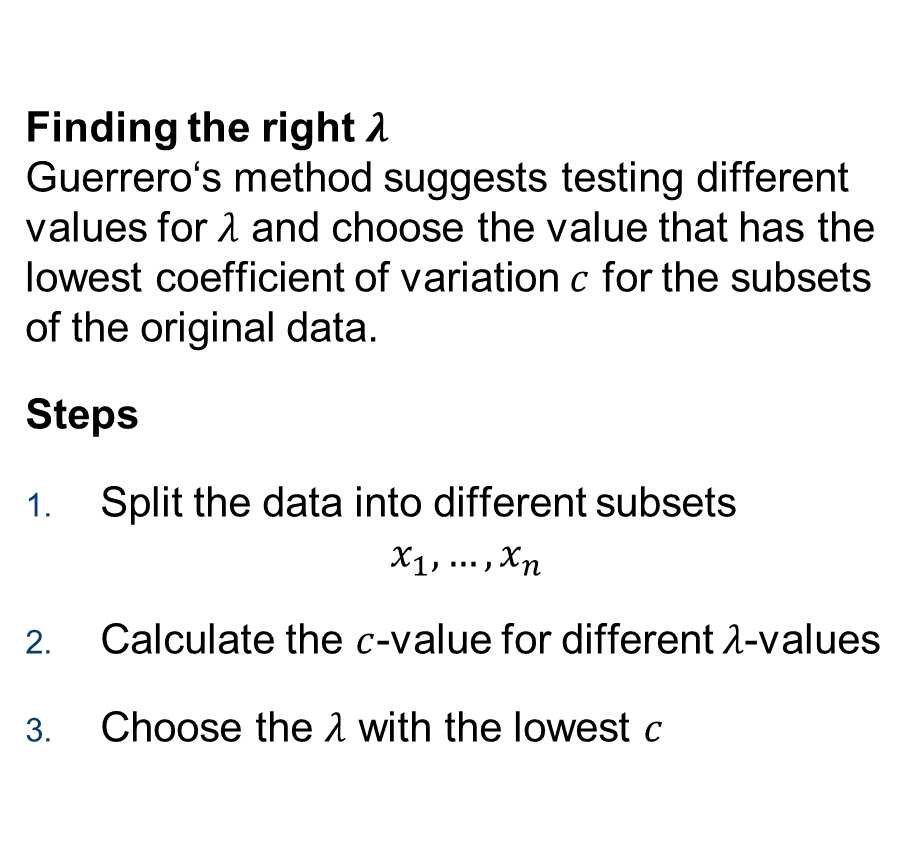 Finding the right λ
Guerrero‘s method suggests testing different
values for λ and choose the value that has the
lowest coefficient of variation c for the subsets
of the original data.
Steps
1. Split the data into different subsets
x₁, … , xₙ
2. Calculate the c-value for different λ-values
3. Choose the λ with the lowest c